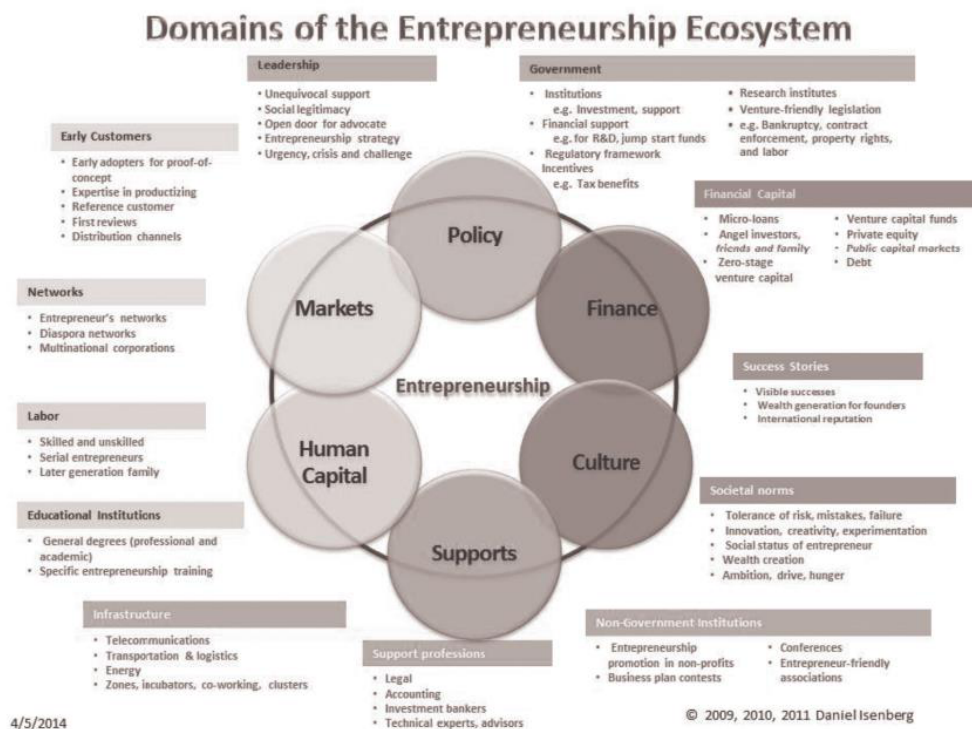 Domains of the Entrepreneurship Ecosystem
Leadership
• Unequivocal support
• Social legitimacy
• Open door for advocate
• Entrepreneurship strategy
• Urgency, crisis and challenge
Government
• Institutions
e.g. Investment, support
• Financial support
e.g. for R&D, jump start funds
• Regulatory framework
Incentives
e.g. Tax benefits
• Research institutes
• Venture-friendly legislation
• e.g. Bankruptcy, contract
enforcement, property rights,
and labor
Early Customers
• Early adopters for proof-of-
concept
• Expertise in productizing
• Reference customer
• First reviews
• Distribution channels
Financial Capital
• Micro-loans
• Angel investors,
friends and family
• Zero-stage
venture capital
• Venture capital funds
• Private equity
• Public capital markets
• Debt
Networks
• Entrepreneur's networks
• Diaspora networks
• Multinational corporations
Policy
Markets
Finance
Entrepreneurship
Human
Capital
Culture
Supports
Success Stories
• Visible successes
• Wealth generation for founders
• International reputation
Labor
• Skilled and unskilled
• Serial entrepreneurs
• Later generation family
Societal norms
• Tolerance of risk, mistakes, failure
• Innovation, creativity, experimentation
• Social status of entrepreneur
• Wealth creation
• Ambition, drive, hunger
Educational Institutions
• General degrees (professional and
academic)
• Specific entrepreneurship training
Infrastructure
• Telecommunications
• Transportation & logistics
• Energy
• Zones, incubators, co-working, clusters
Support professions
• Legal
• Accounting
• Investment bankers
• Technical experts, advisors
Non-Government Institutions
• Entrepreneurship
promotion in non-profits
• Business plan contests
• Conferences
• Entrepreneur-friendly
associations
4/5/2014
© 2009, 2010, 2011 Daniel Isenberg